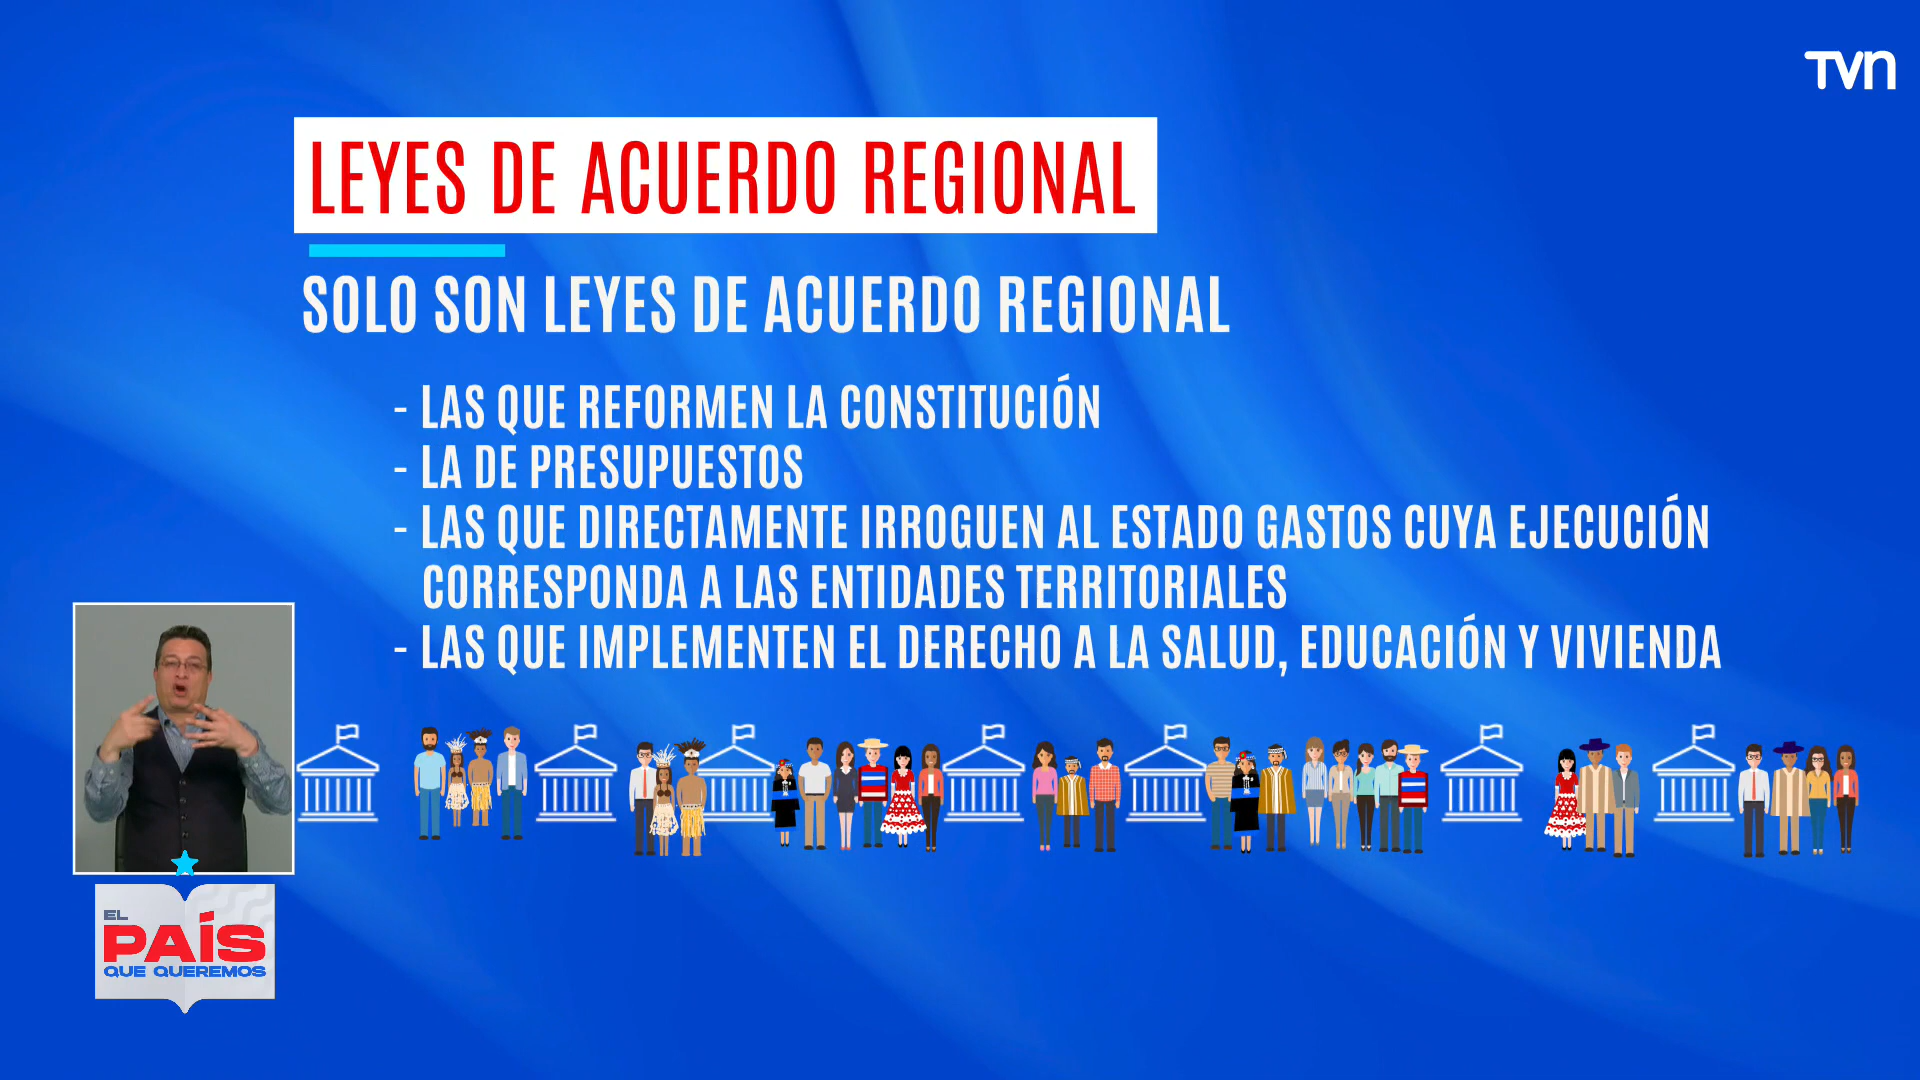 TVN
LEYES DE ACUERDO REGIONAL
SOLO SON LEYES DE ACUERDO REGIONAL
- LAS QUE REFORMEN LA CONSTITUCIÓN
- LA DE PRESUPUESTOS
- LAS QUE DIRECTAMENTE IRROGUEN AL ESTADO GASTOS CUYA EJECUCIÓN
CORRESPONDA A LAS ENTIDADES TERRITORIALES
- LAS QUE IMPLEMENTEN EL DERECHO A LA SALUD, EDUCACIÓN Y VIVIENDA
EL
PAÍS
QUE QUEREMOS